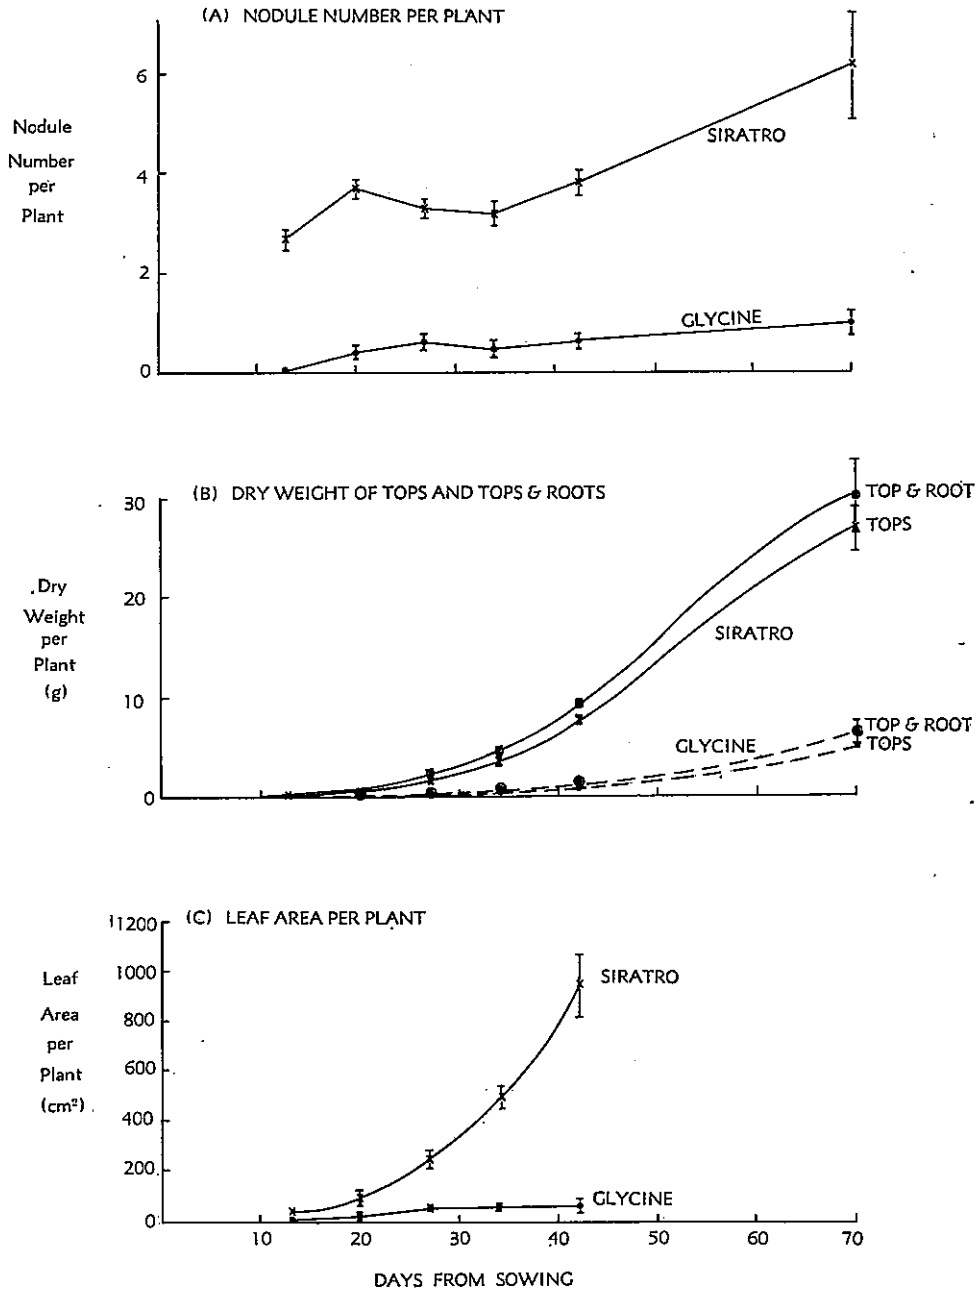 (A) NODULE NUMBER PER PLANT
6
Nodule
SIRATRO
Number
4
per
Plant
2
GLYCINE
0
(B) DRY WEIGHT OF TOPS AND TOPS & ROOTS
30
TOP & ROOT
TOPS
Dry
20
Weight
per
SIRATRO
Plant
(g)
10
TOP & ROOT
GLYCINE
TOPS
0
(C) LEAF AREA PER PLANT
1200
Leaf
1000
SIRATRO
Area
800
per
600
Plant
(cm²)
400
200
GLYCINE
0
10 20 30 40 50 60 70
DAYS FROM SOWING